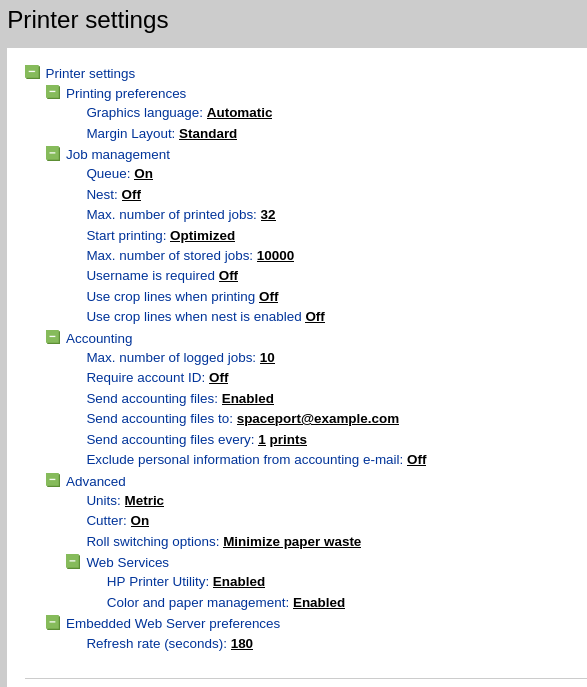 Printer settings
Printer settings
Printing preferences
Graphics language: Automatic
Margin Layout: Standard
Job management
Queue: On
Nest: Off
Max. number of printed jobs: 32
Start printing: Optimized
Max. number of stored jobs: 10000
Username is required Off
Use crop lines when printing Off
Use crop lines when nest is enabled Off
Accounting
Max. number of logged jobs: 10
Require account ID: Off
Send accounting files: Enabled
Send accounting files to: spaceport@example.com
Send accounting files every: 1 prints
Exclude personal information from accounting e-mail: Off
Advanced
Units: Metric
Cutter: On
Roll switching options: Minimize paper waste
Web Services
HP Printer Utility: Enabled
Color and paper management: Enabled
Embedded Web Server preferences
Refresh rate (seconds): 180